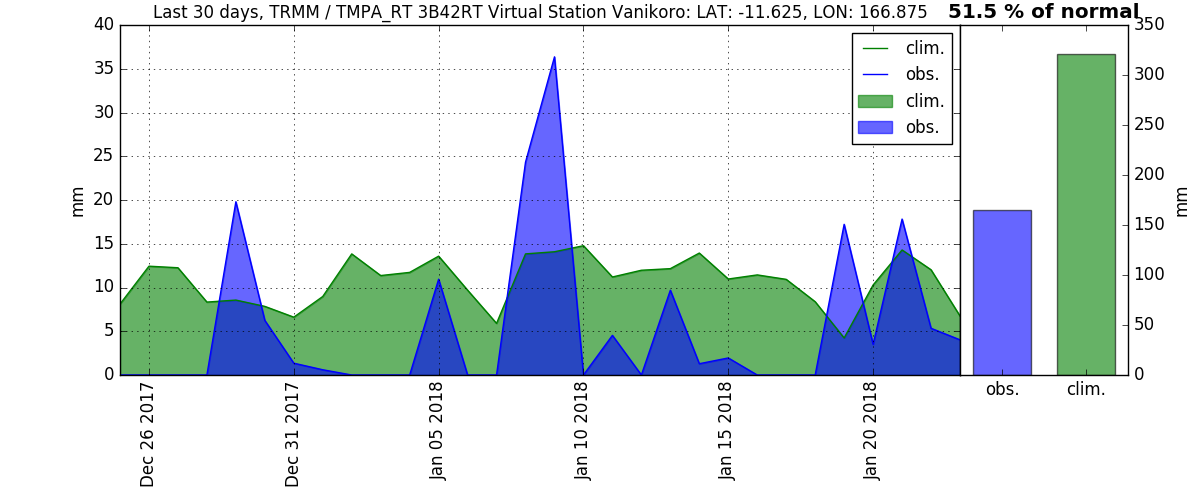 Last 30 days, TRMM / TMPA_RT 3B42RT Virtual Station Vanikoro: LAT: -11.625, LON: 166.875
51.5 % of normal
40
35
30
25
20
15
10
5
0
mm
clim.
obs.
clim.
obs.
Dec 26 2017
Dec 31 2017
Jan 05 2018
Jan 10 2018
Jan 15 2018
Jan 20 2018
350
300
250
200
150
100
50
0
mm
obs.
clim.